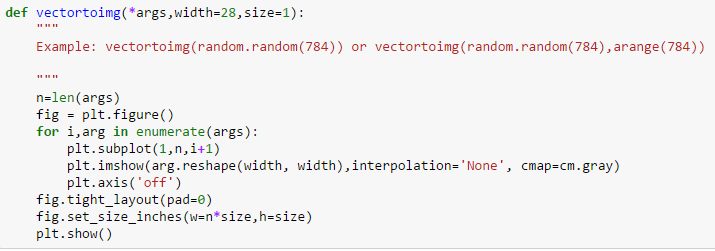 def vectortoimg(*args,width=28,size=1):
    """
    Example: vectortoimg(random.random(784)) or vectortoimg(random.random(784),arange(784))
    """
    n=len(args)
    fig = plt.figure()
    for i,arg in enumerate(args):
        plt.subplot(1,n,i+1)
        plt.imshow(arg.reshape(width, width),interpolation='None', cmap=cm.gray)
        plt.axis('off')
    fig.tight_layout(pad=0)
    fig.set_size_inches(w=n*size,h=size)
    plt.show()